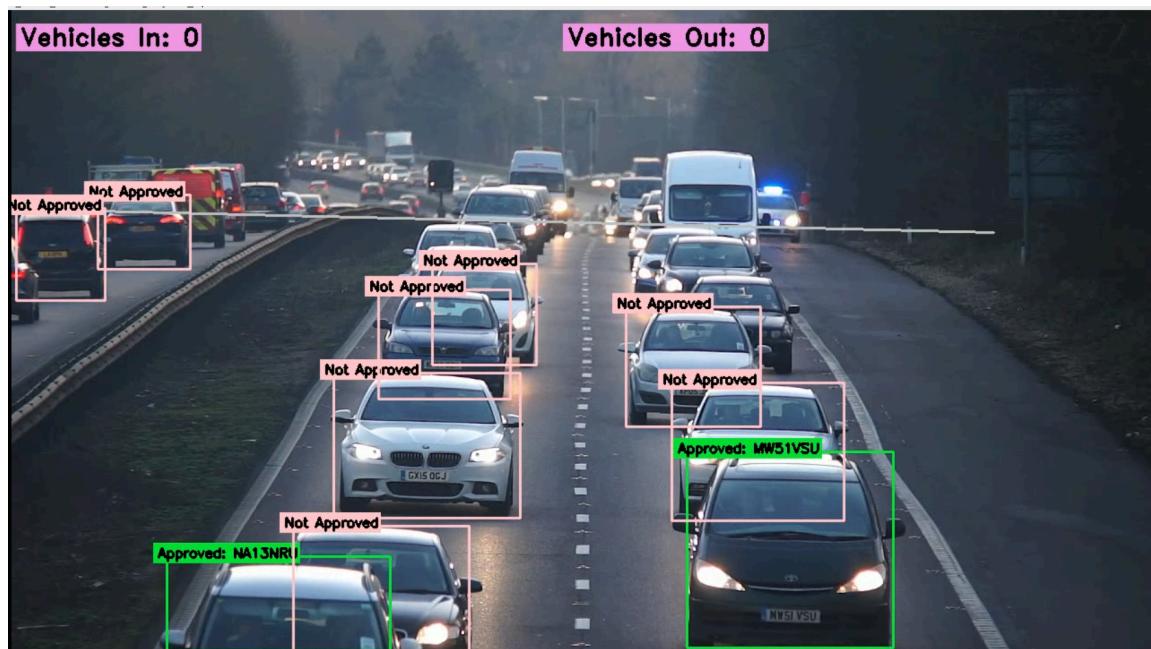 Vehicles In: 0
Vehicles Out: 0
Not Approved
Not Approved
Not Approved
Not Approved
Not Approved
Not Approved
Not Approved
Approved: MW51VSU
GX15 OGJ
Not Approved
Approved: NA13NRU
MW51 VSU